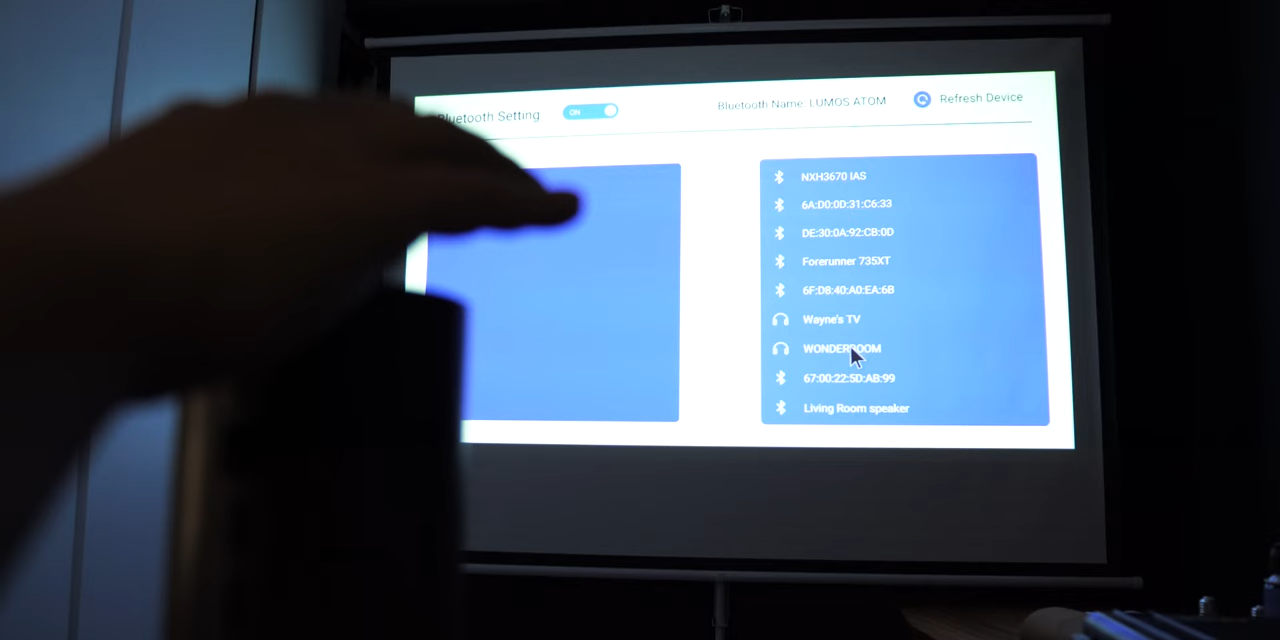 Bluetooth Setting
ON
Bluetooth Name: LUMOS ATOM
Refresh Device
NXH3670 IAS
6A:D0:0D:31:C6:33
DE:30:0A:92:CB:0D
Forerunner 735XT
6F:D8:40:A0:EA:6B
Wayne's TV
WONDERBOOM
67:00:22:5D:AB:99
Living Room speaker